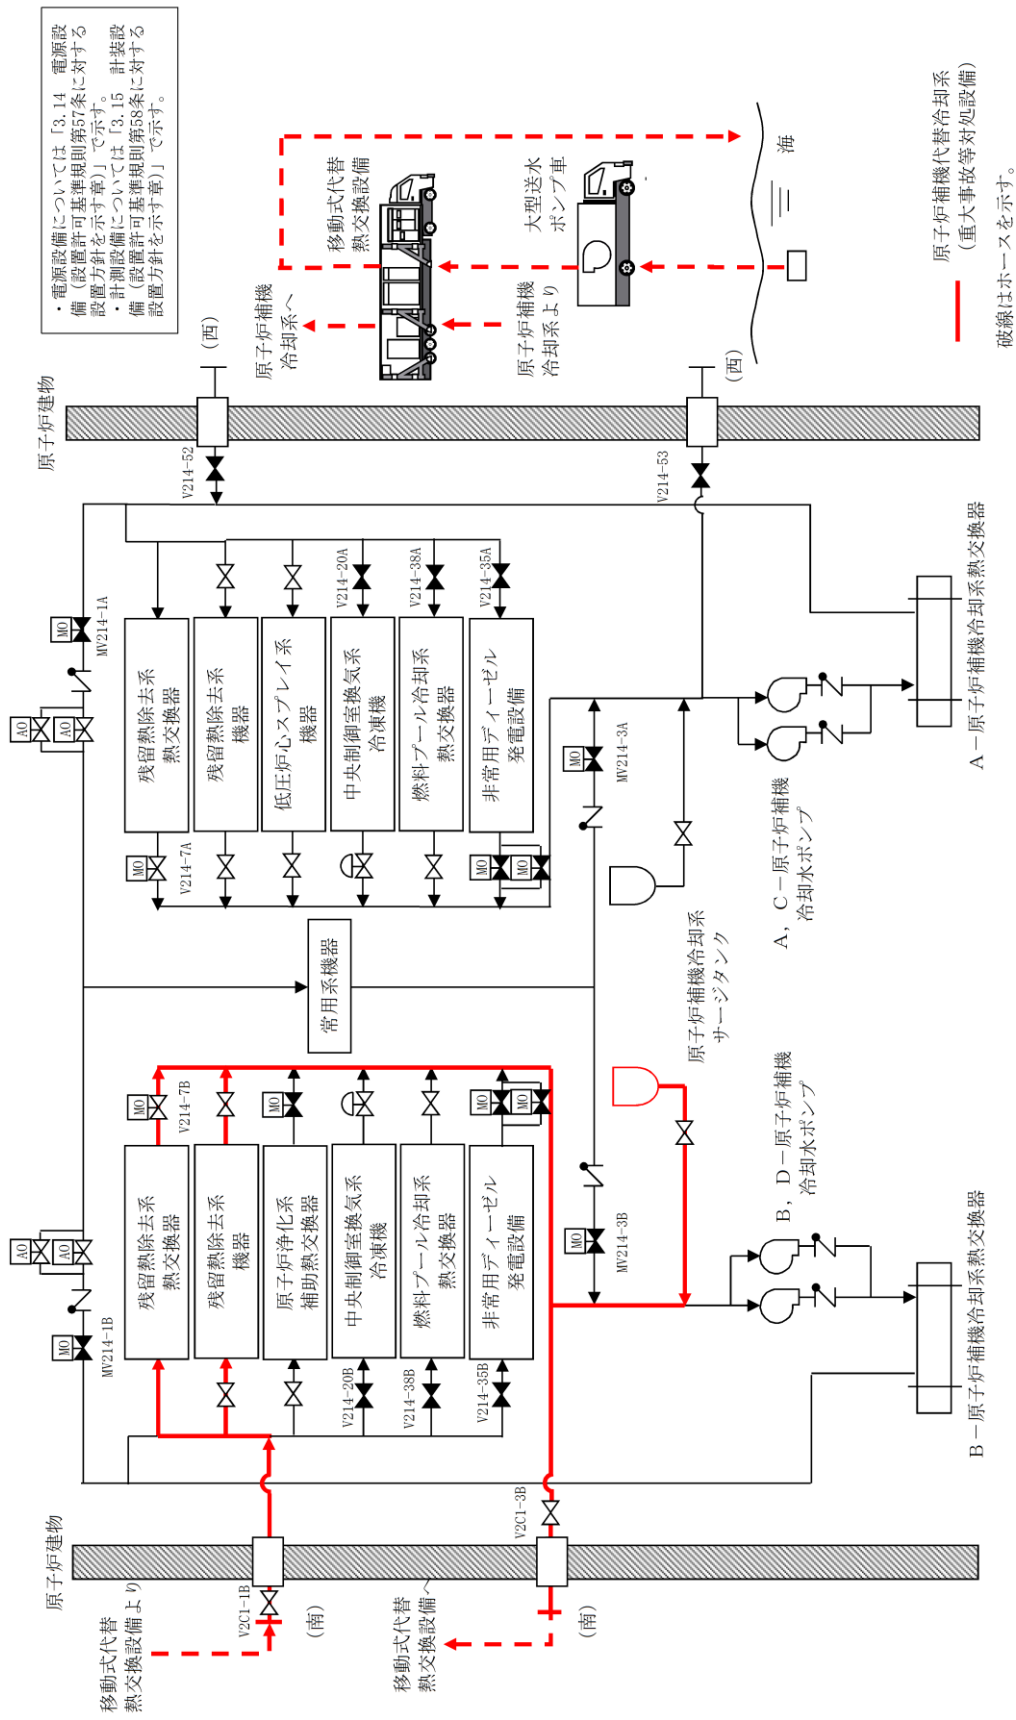 ・電源設備については「3.14　電源設
備（設置許可基準規則第57条に対する
設置方針を示す章）」で示す。
・計測設備については「3.15　計装設
備（設置許可基準規則第58条に対する
設置方針を示す章）」で示す。
原子炉建物
原子炉建物
移動式代替
熱交換設備より
V2C1-1B
(南)
移動式代替
熱交換設備へ
V2C1-3B
(南)
AO
AO
MO
MV214-1B
残留熱除去系
熱交換器
MO
V214-7B
残留熱除去系
機器
原子炉浄化系
補助熱交換器
MO
V214-20B
中央制御室換気系
冷凍機
V214-38B
燃料プール冷却系
熱交換器
V214-35B
非常用ディーゼル
発電設備
MO
MO
常用系機器
AO
AO
MO
MV214-1A
MO
V214-7A
残留熱除去系
熱交換器
残留熱除去系
機器
低圧炉心スプレイ系
機器
中央制御室換気系
冷凍機
V214-20A
燃料プール冷却系
熱交換器
V214-38A
MO
MO
非常用ディーゼル
発電設備
V214-35A
MO
MV214-3B
MO
MV214-3A
原子炉補機冷却系
サージタンク
B，D－原子炉補機
冷却水ポンプ
B－原子炉補機冷却系熱交換器
A，C－原子炉補機
冷却水ポンプ
A－原子炉補機冷却系熱交換器
V214-52
(西)
V214-53
(西)
原子炉補機
冷却系へ
移動式代替
熱交換設備
原子炉補機
冷却系より
大型送水
ポンプ車
海
原子炉補機代替冷却系
（重大事故等対処設備）
破線はホースを示す。